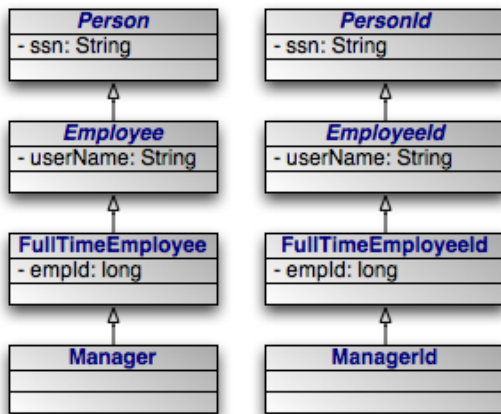 Person
- ssn: String
Employee
- userName: String
FullTimeEmployee
- empId: long
Manager
PersonId
- ssn: String
EmployeeId
- userName: String
FullTimeEmployeeId
- empId: long
ManagerId